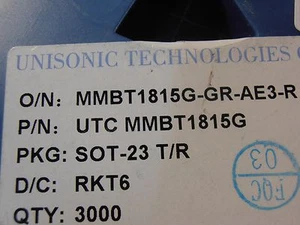 UNISONIC TECHNOLOGIES
O/N: MMBT1815G-GR-AE3-R
P/N: UTC MMBT1815G
PKG: SOT-23 T/R
D/C: RKT6
QTY: 3000
FQC
03